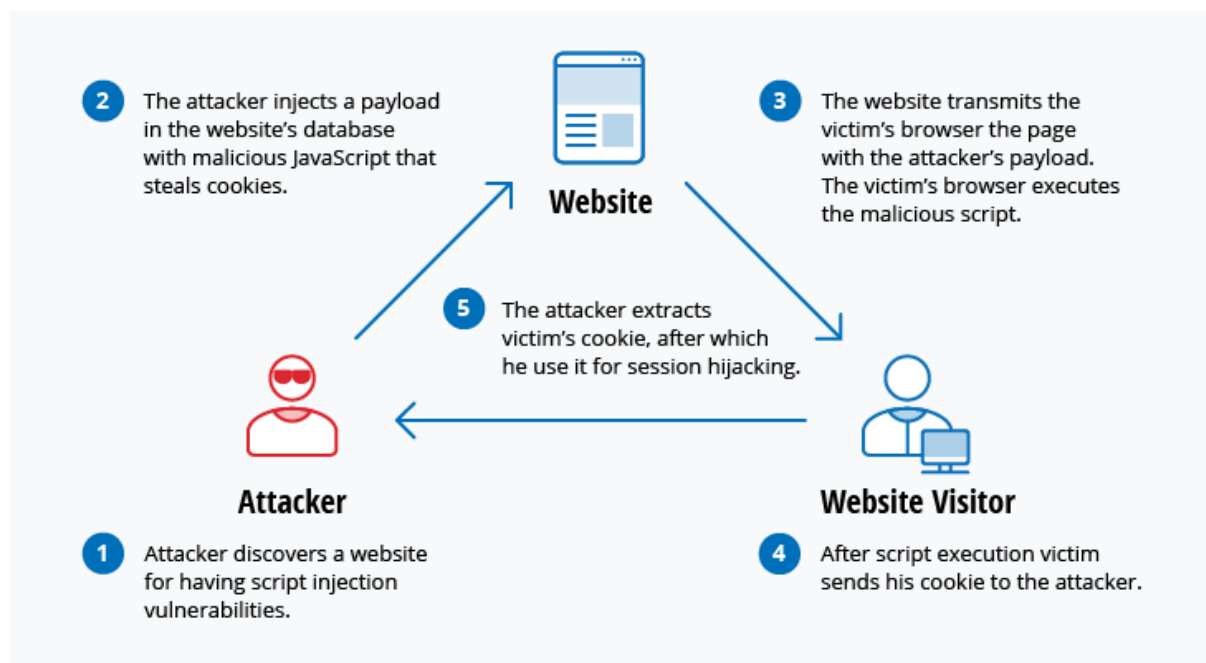 2
The attacker injects a payload
in the website's database
with malicious JavaScript that
steals cookies.
Website
3
The website transmits the
victim's browser the page
with the attacker's payload.
The victim's browser executes
the malicious script.
5
The attacker extracts
victim's cookie, after which
he use it for session hijacking.
Attacker
1
Attacker discovers a website
for having script injection
vulnerabilities.
Website Visitor
4
After script execution victim
sends his cookie to the attacker.